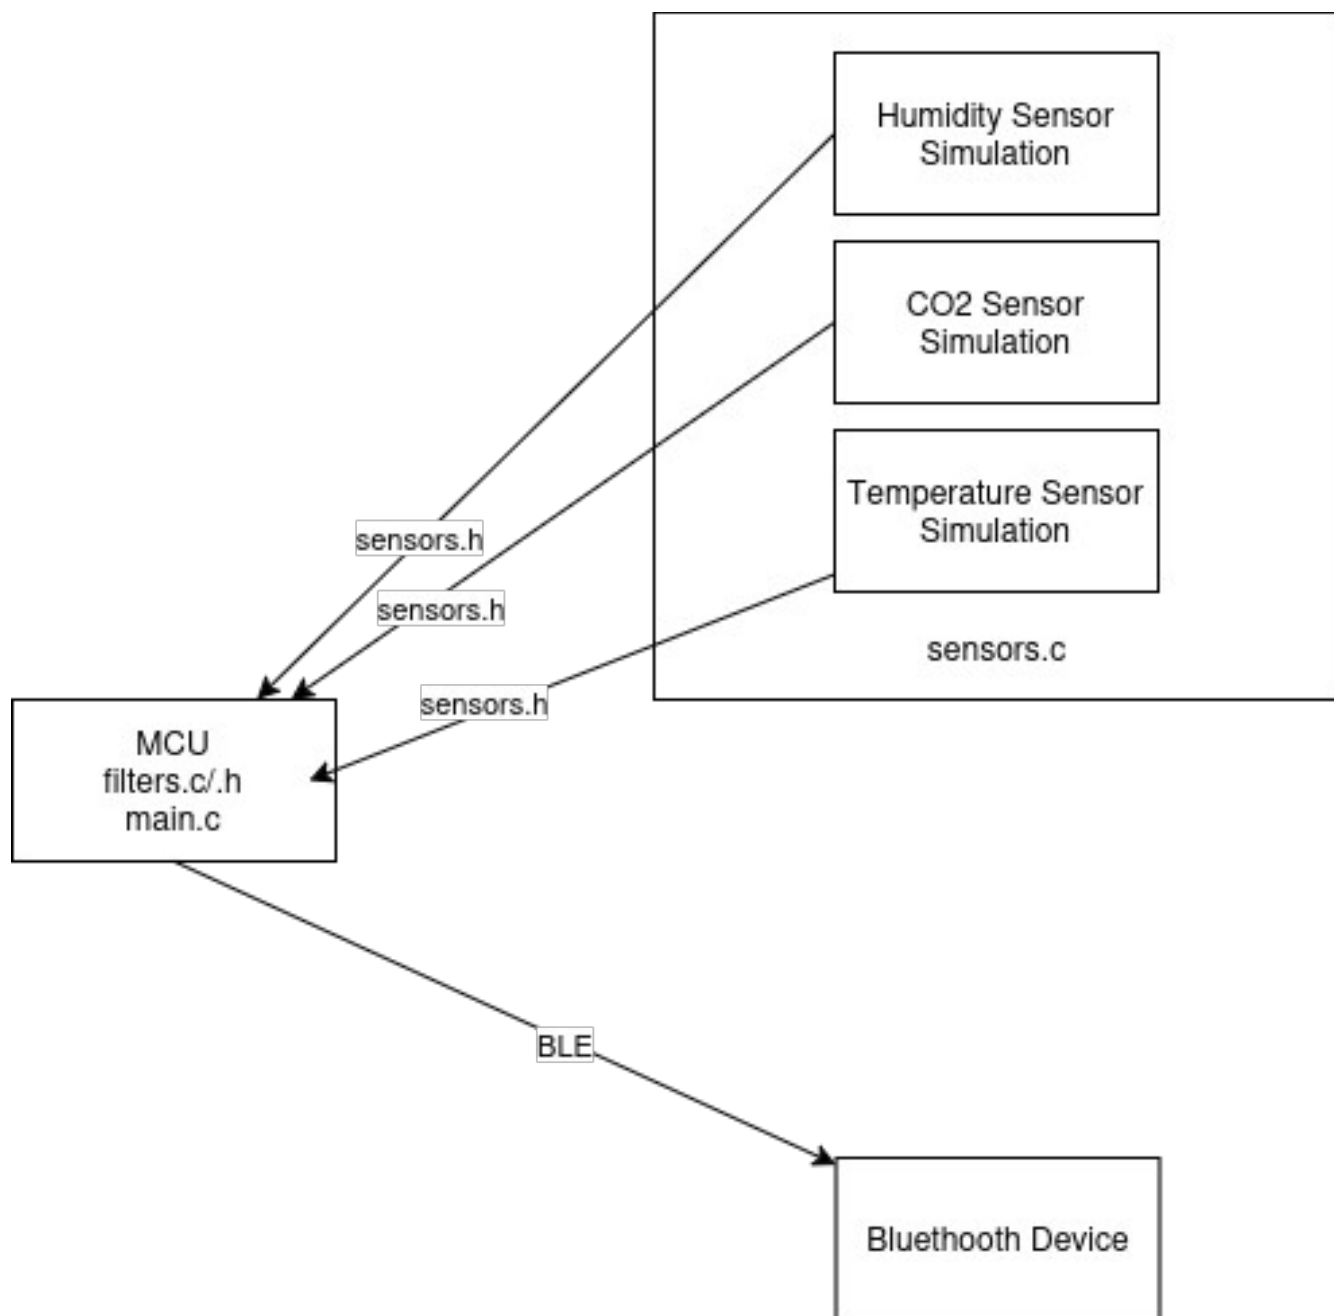 Humidity Sensor
Simulation
CO2 Sensor
Simulation
Temperature Sensor
Simulation
sensors.c
sensors.h
sensors.h
sensors.h
MCU
filters.c/.h
main.c
BLE
Bluethooth Device